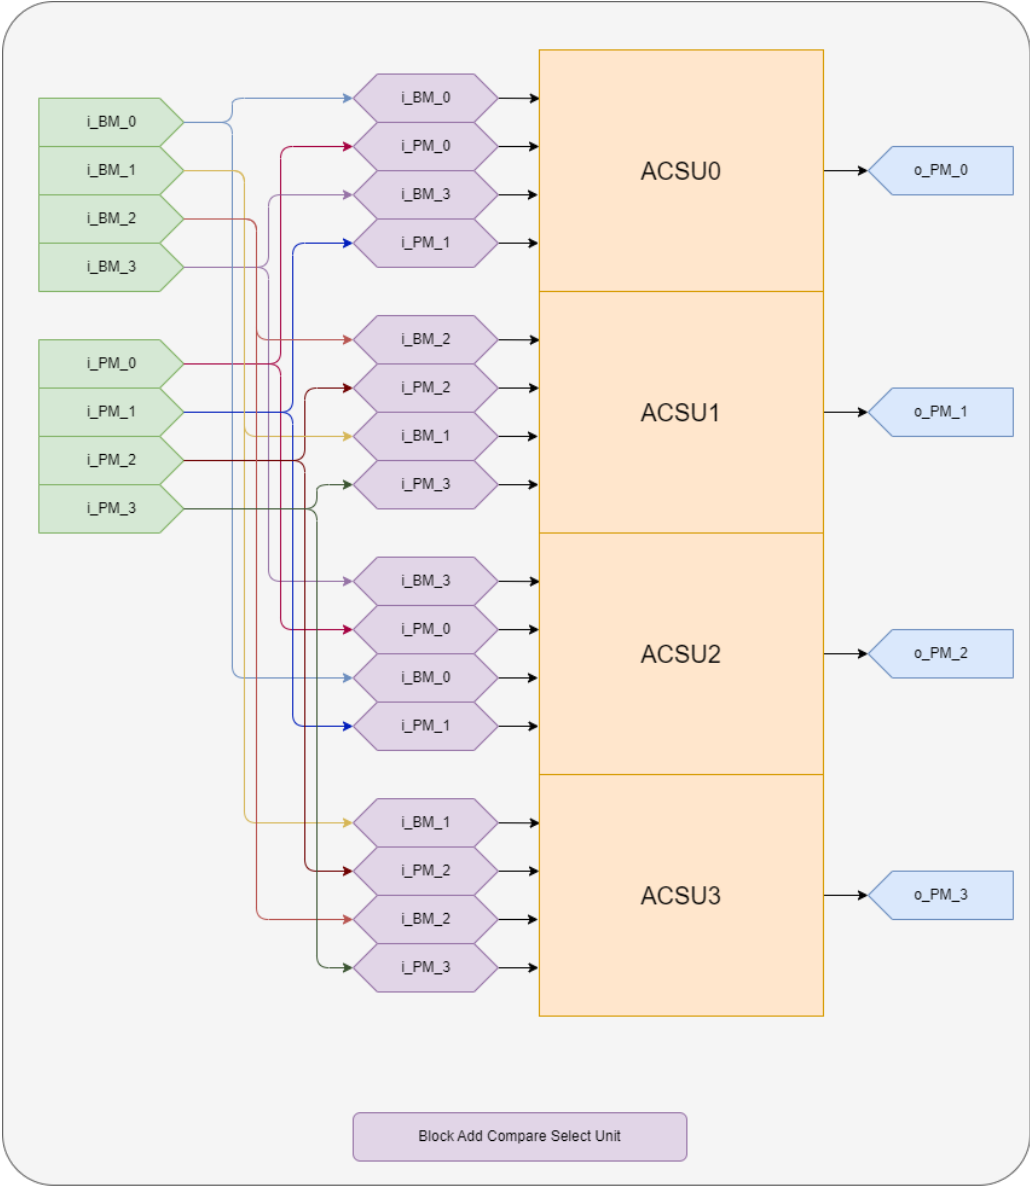 i_BM_0
i_BM_1
i_BM_2
i_BM_3
i_PM_0
i_PM_1
i_PM_2
i_PM_3
i_BM_0
i_PM_0
i_BM_3
i_PM_1
i_BM_2
i_PM_2
i_BM_1
i_PM_3
i_BM_3
i_PM_0
i_BM_0
i_PM_1
i_BM_1
i_PM_2
i_BM_2
i_PM_3
ACSU0
ACSU1
ACSU2
ACSU3
o_PM_0
o_PM_1
o_PM_2
o_PM_3
Block Add Compare Select Unit